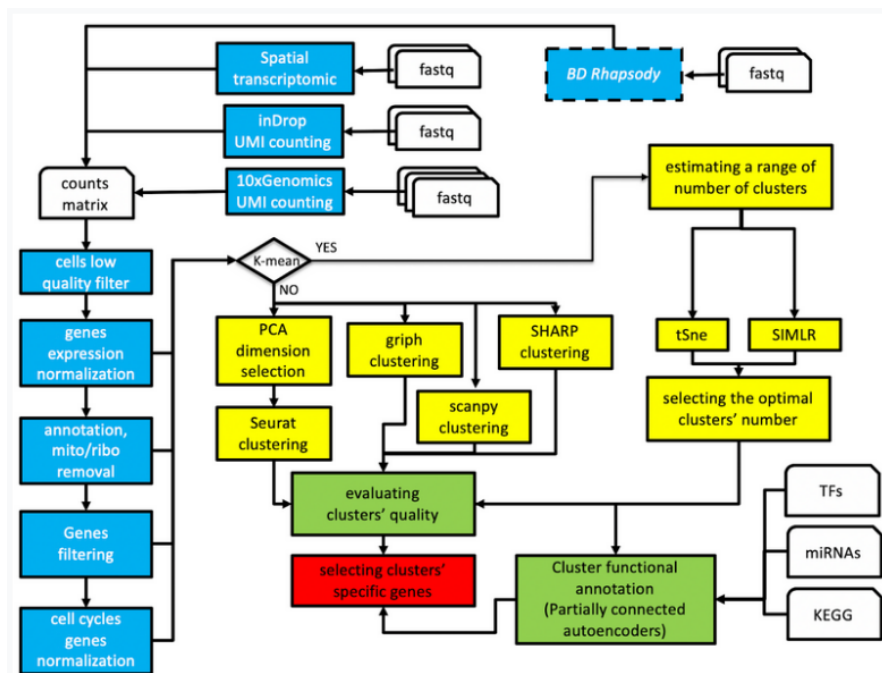 Spatial
transcriptomic
fastq
BD Rhapsody
fastq
inDrop
UMI counting
fastq
counts
matrix
10xGenomics
UMI counting
fastq
estimating a range of
number of clusters
cells low
quality filter
K-mean
YES
NO
genes
expression
normalization
PCA
dimension
selection
griph
clustering
SHARP
clustering
tSne
SIMLR
annotation,
mito/ribo
removal
Seurat
clustering
scanpy
clustering
selecting the optimal
clusters’ number
Genes
filtering
evaluating
clusters’ quality
TFs
miRNAs
KEGG
selecting clusters’
specific genes
Cluster functional
annotation
(Partially connected
autoencoders)
cell cycles
genes
normalization